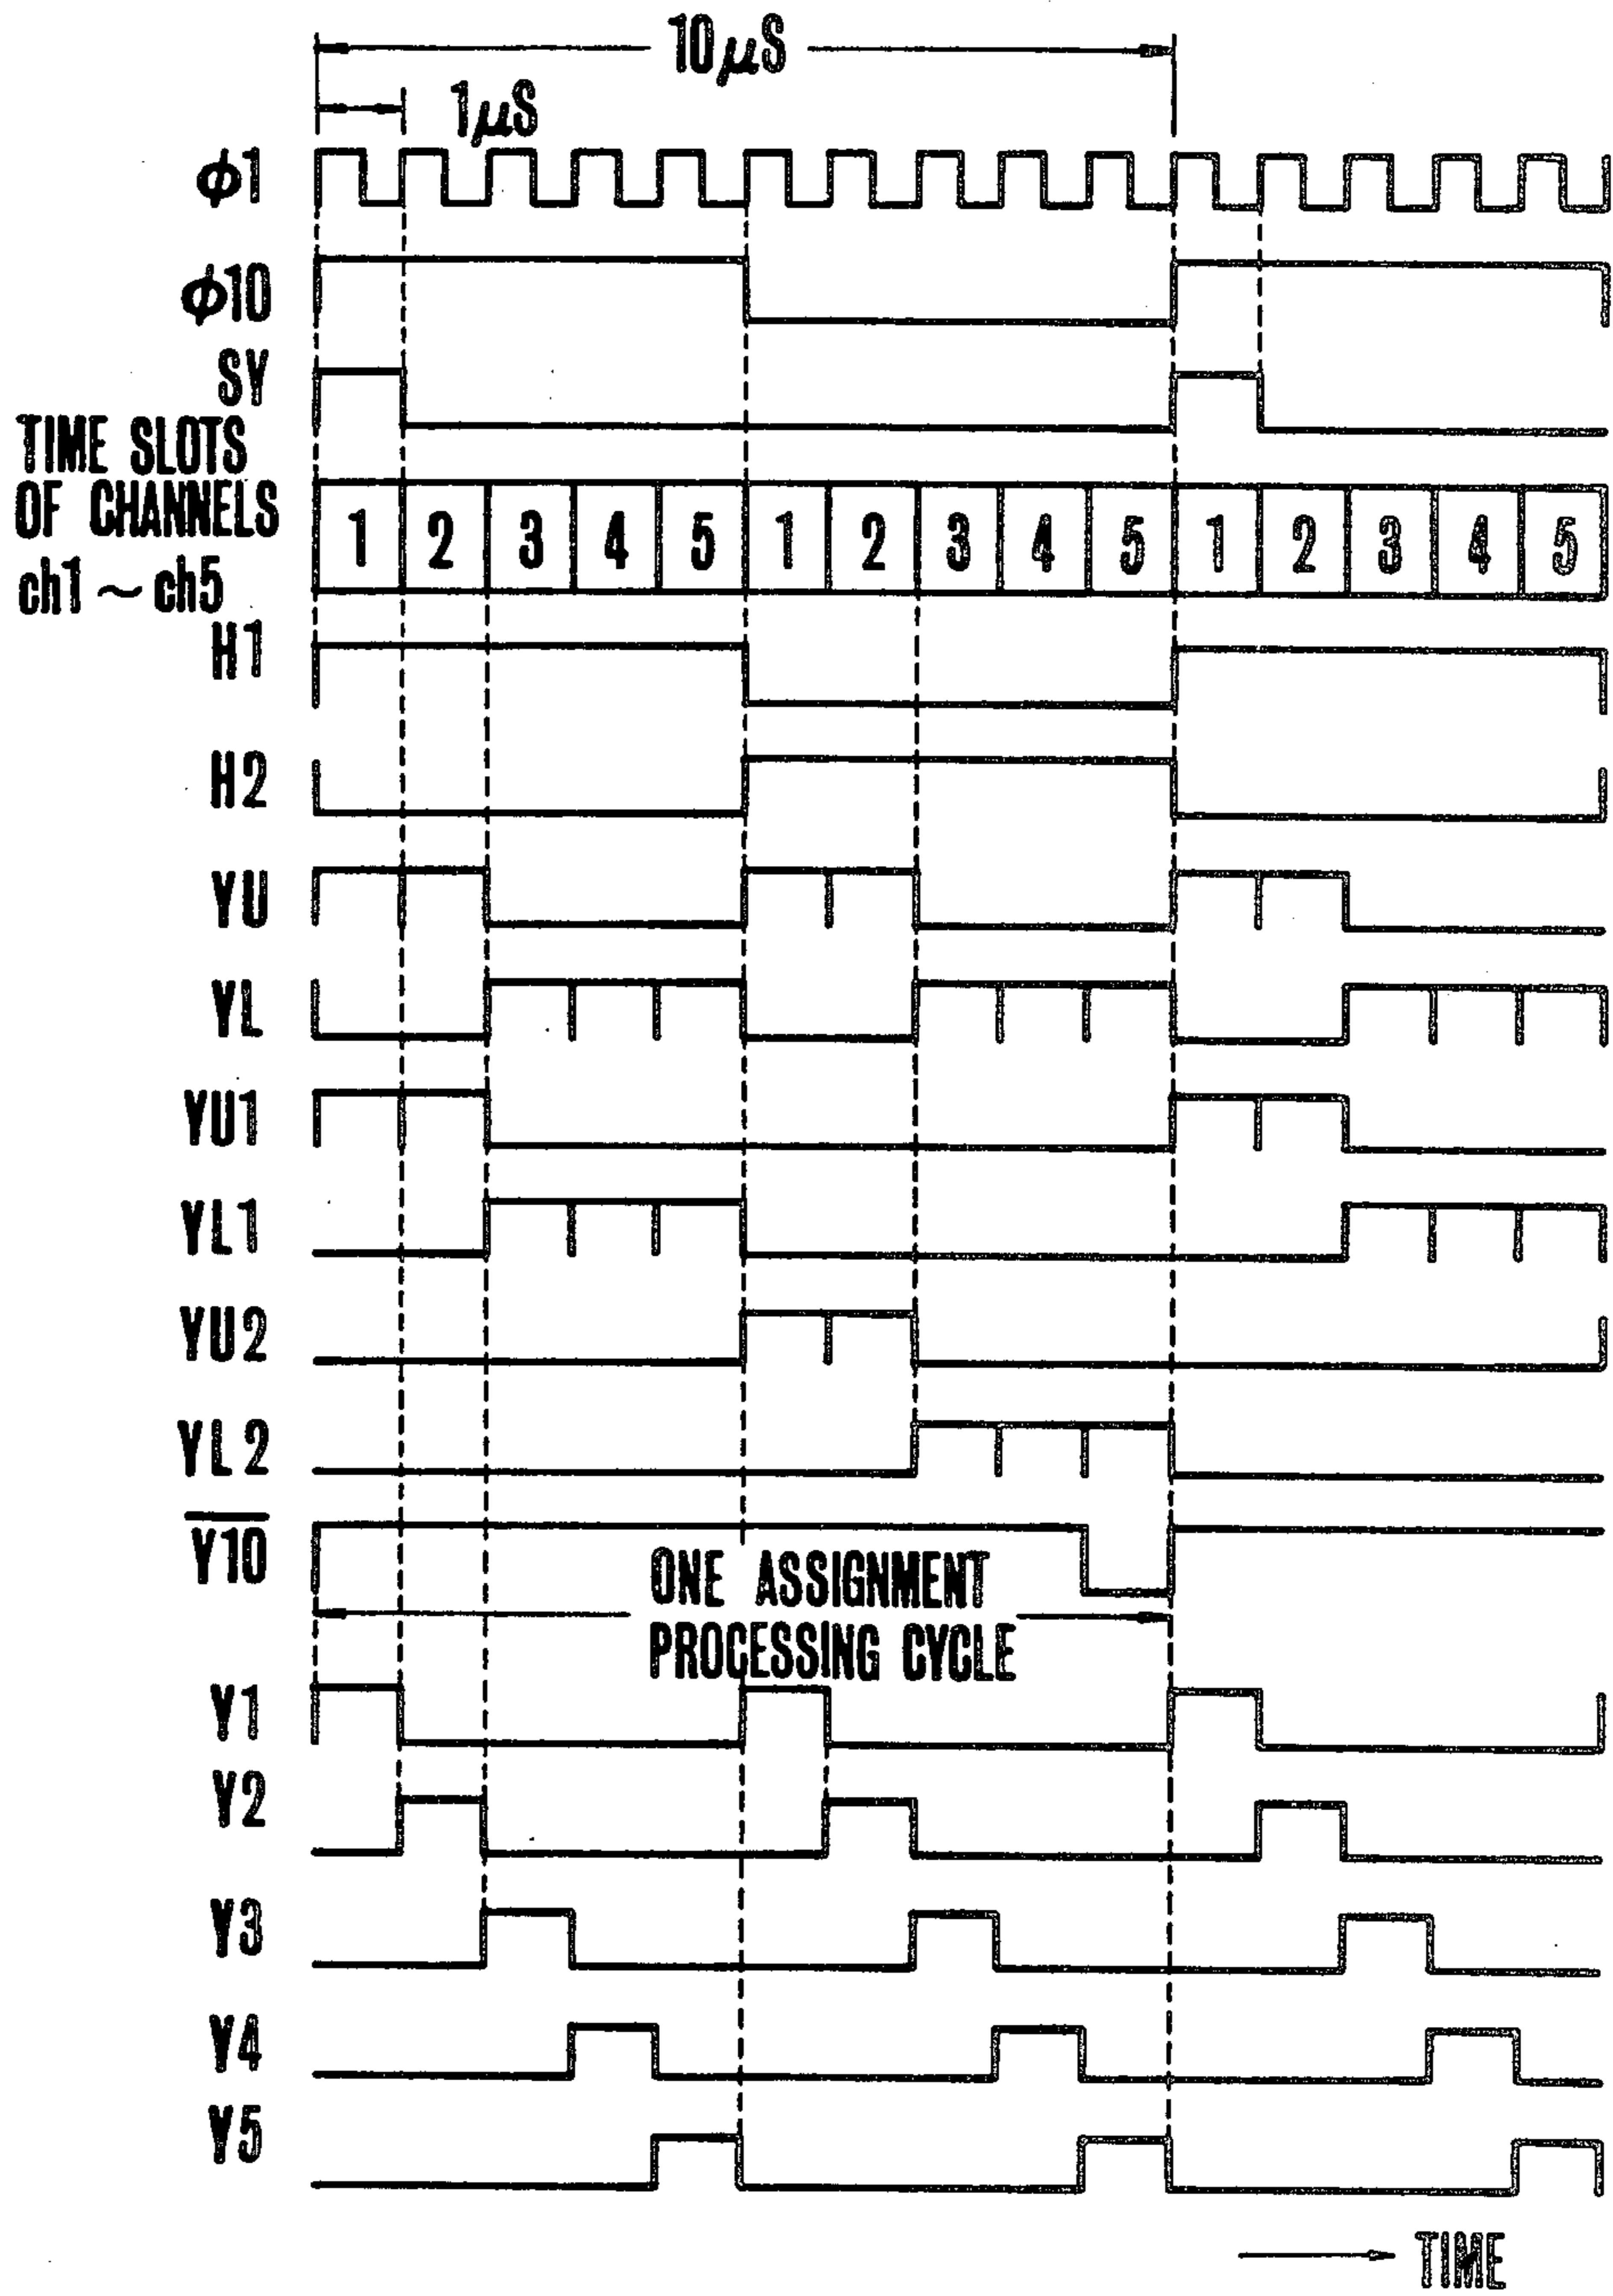 10μS
1μS
φ1
φ10
SY
TIME SLOTS
OF CHANNELS
ch1 ~ ch5
1 2 3 4 5 1 2 3 4 5 1 2 3 4 5
H1
H2
YU
YL
YU1
YL1
YU2
YL2
Y10
ONE ASSIGNMENT
PROCESSING CYCLE
Y1
Y2
Y3
Y4
Y5
TIME